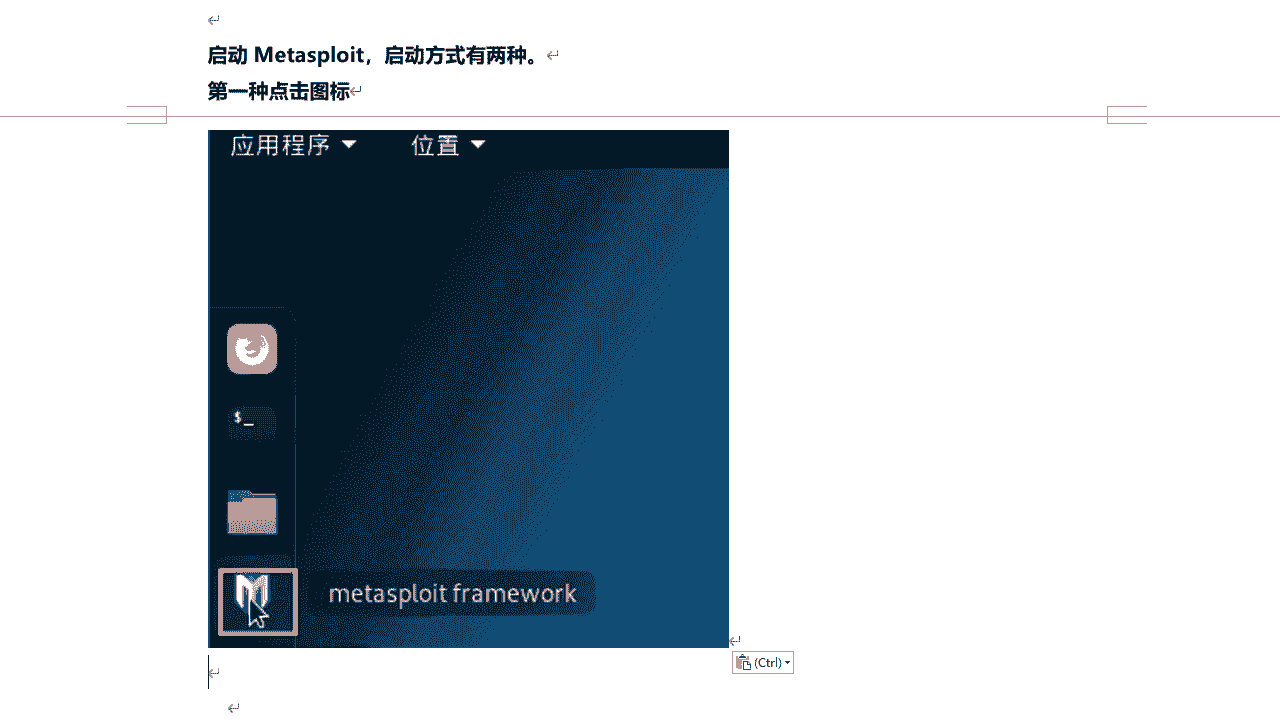 启动 Metasploit，启动方式有两种。
第一种点击图标
应用程序 位置
$_
metasploit framework
(Ctrl)